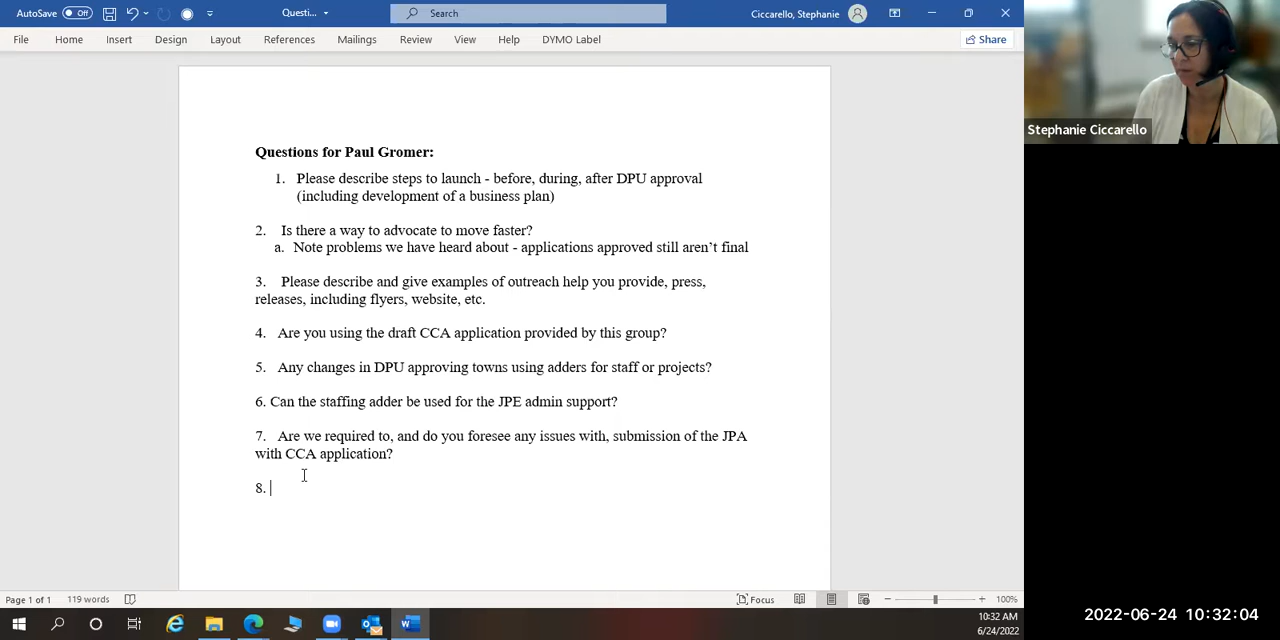 AutoSave Off Questi... Search Ciccarello, Stephanie
File Home Insert Design Layout References Mailings Review View Help DYMO Label Share
Questions for Paul Gromer:
1. Please describe steps to launch - before, during, after DPU approval
(including development of a business plan)
2. Is there a way to advocate to move faster?
a. Note problems we have heard about - applications approved still aren’t final
3. Please describe and give examples of outreach help you provide, press,
releases, including flyers, website, etc.
4. Are you using the draft CCA application provided by this group?
5. Any changes in DPU approving towns using adders for staff or projects?
6. Can the staffing adder be used for the JPE admin support?
7. Are we required to, and do you foresee any issues with, submission of the JPA
with CCA application?
8.
Page 1 of 1 119 words Focus 100%
10:32 AM
6/24/2022
Stephanie Ciccarello
2022-06-24 10:32:04